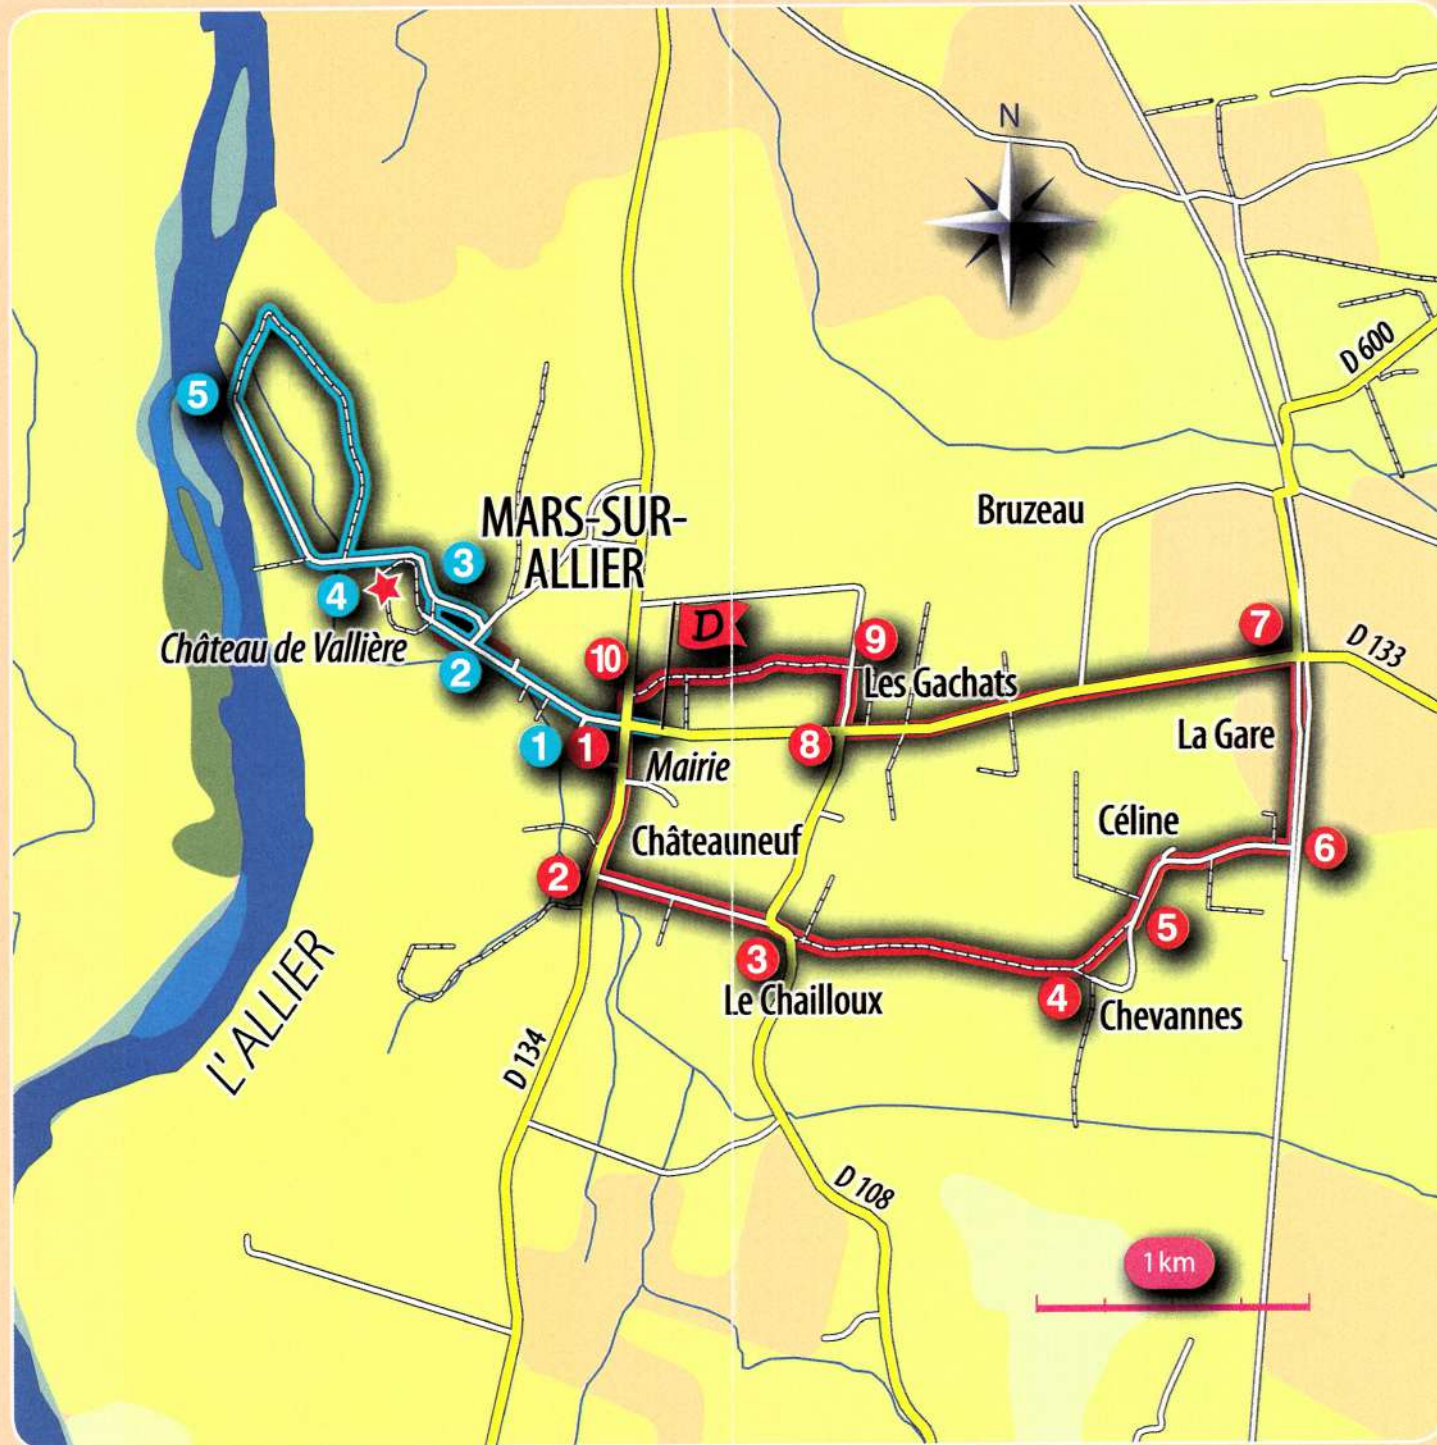 N
D 600
5
MARS-SUR-
ALLIER
Bruzeau
3
4
Château de Vallière
2
D
10
9
7
D 133
Les Gachats
1
1
8
La Gare
Mairie
Céline
Châteauneuf
6
2
5
3
4
Le Chailloux
Chevannes
L'ALLIER
D 134
D 108
1 km